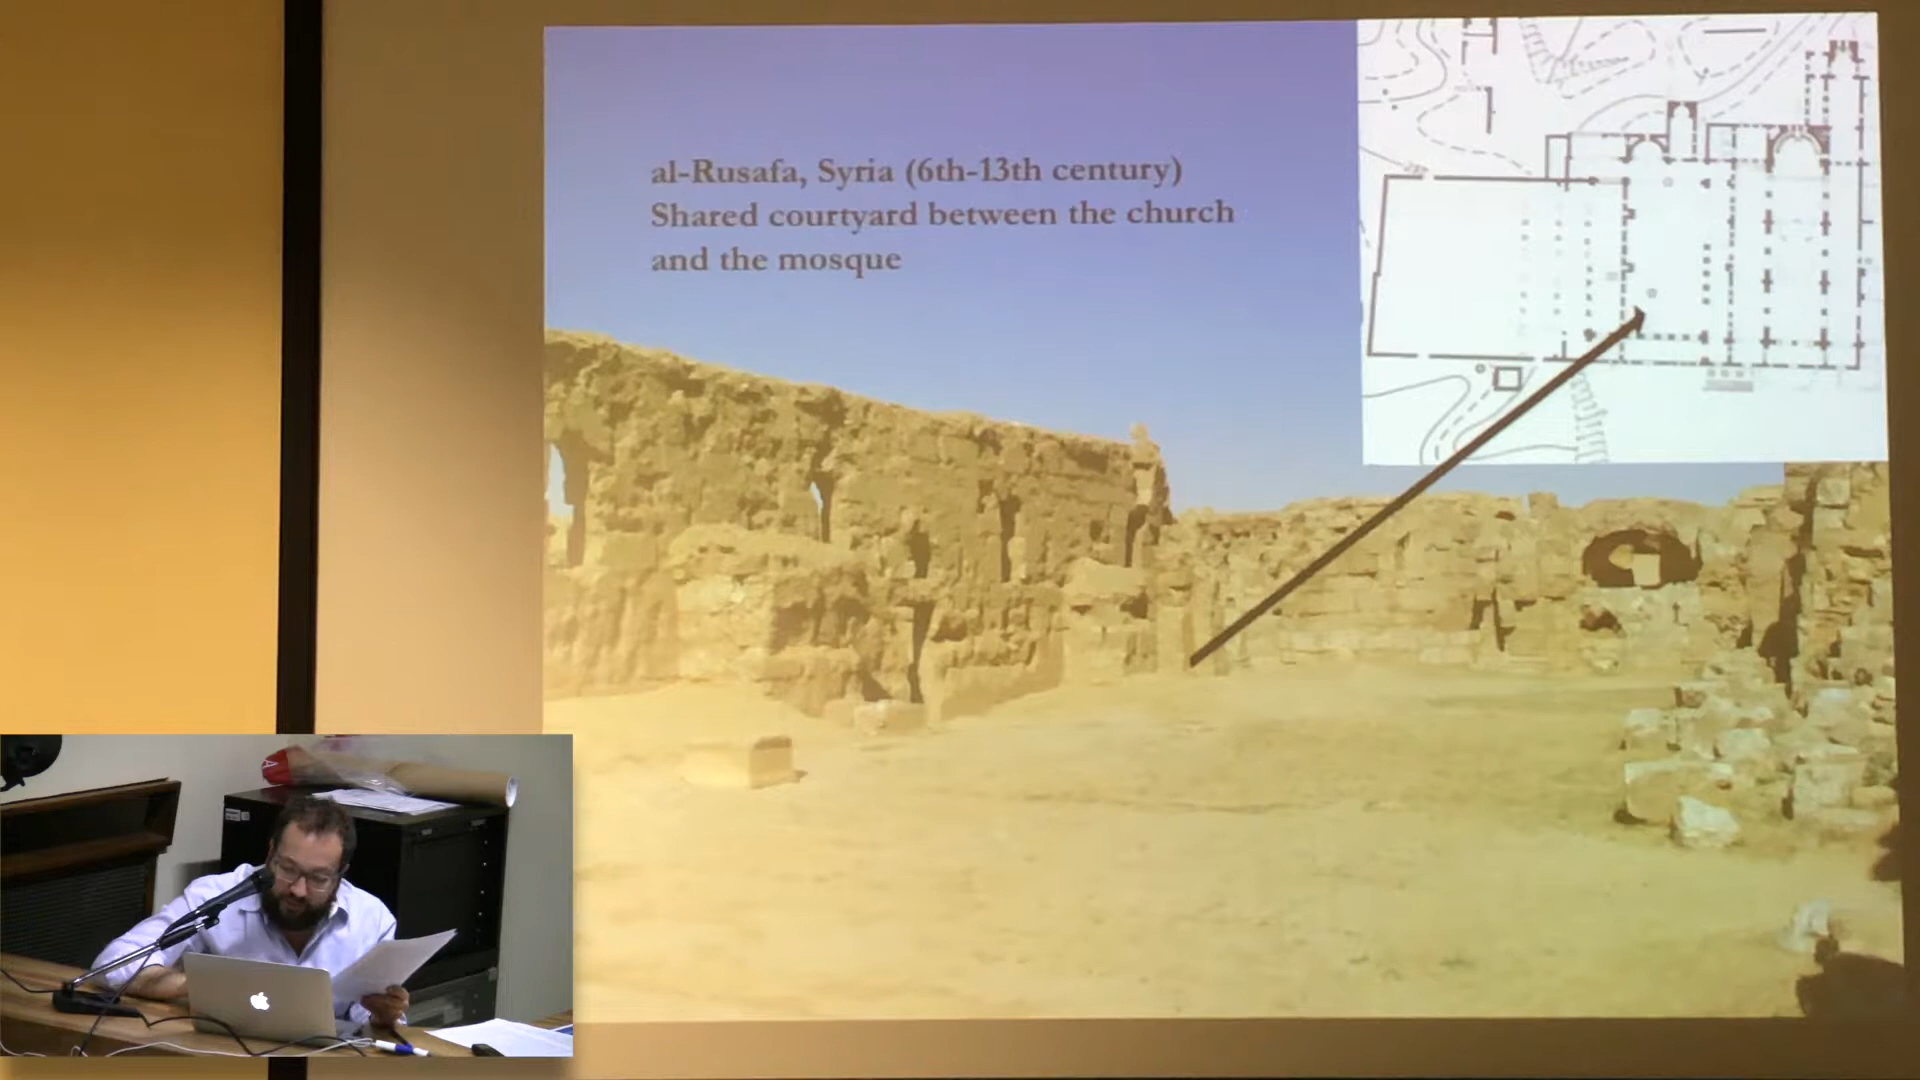 al-Rusafa, Syria (6th-13th century)
Shared courtyard between the church
and the mosque